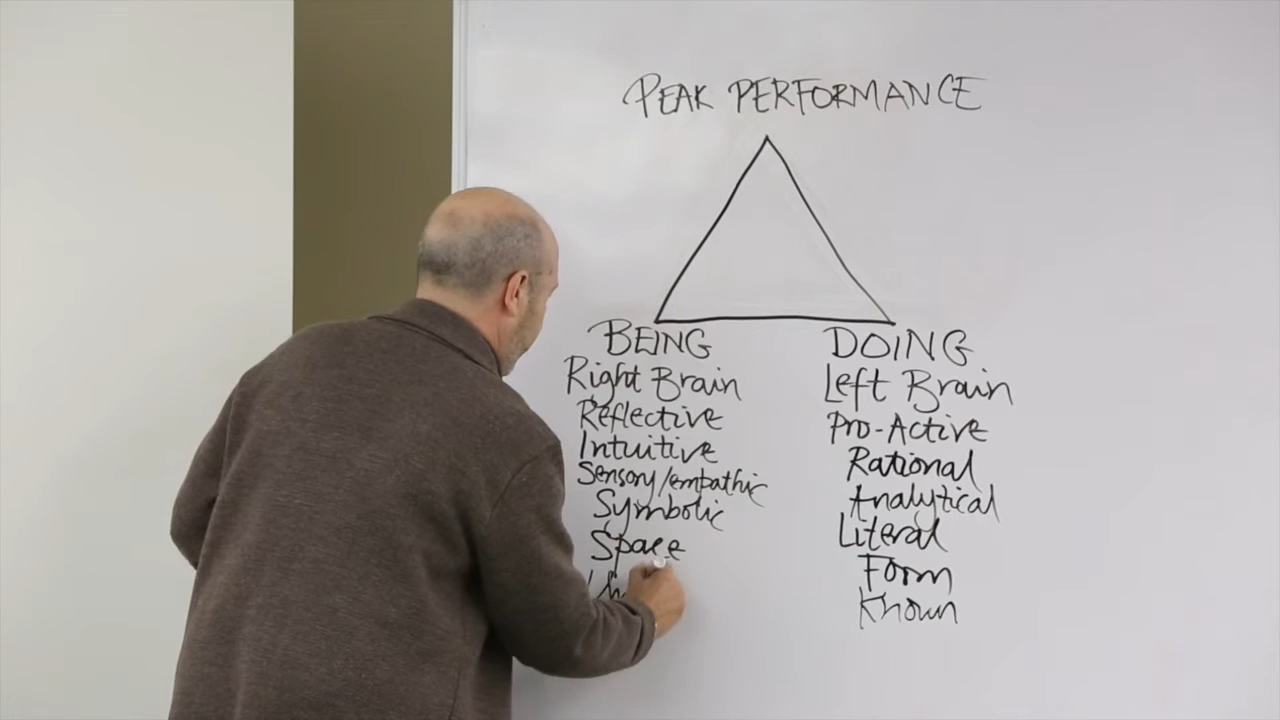 PEAK PERFORMANCE
BEING
Right Brain
Reflective
Intuitive
Sensory/empathic
Symbolic
Space
DOING
Left Brain
Pro-Active
Rational
Analytical
Literal
Form
Known